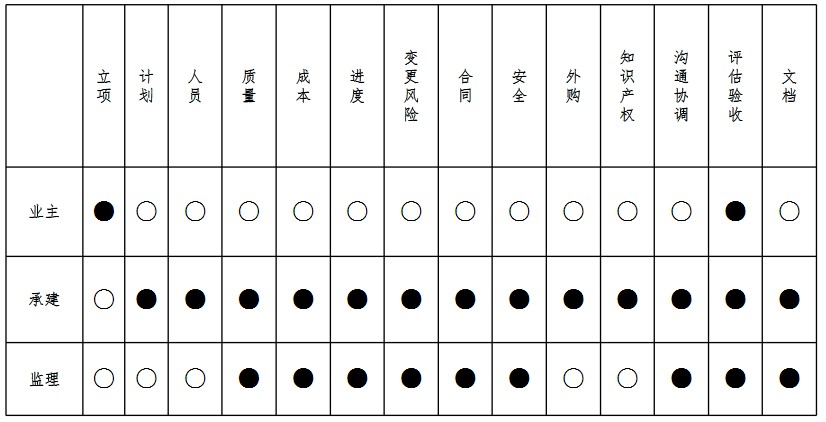 立项 计划 人员 质量 成本 进度 变更风险 合同 安全 外购 知识产权 沟通协调 评估验收 文档
业主 ● ○ ○ ○ ○ ○ ○ ○ ○ ○ ○ ○ ● ○
承建 ○ ● ● ● ● ● ● ● ● ● ● ● ● ●
监理 ○ ○ ○ ● ● ● ● ● ● ○ ○ ● ● ●